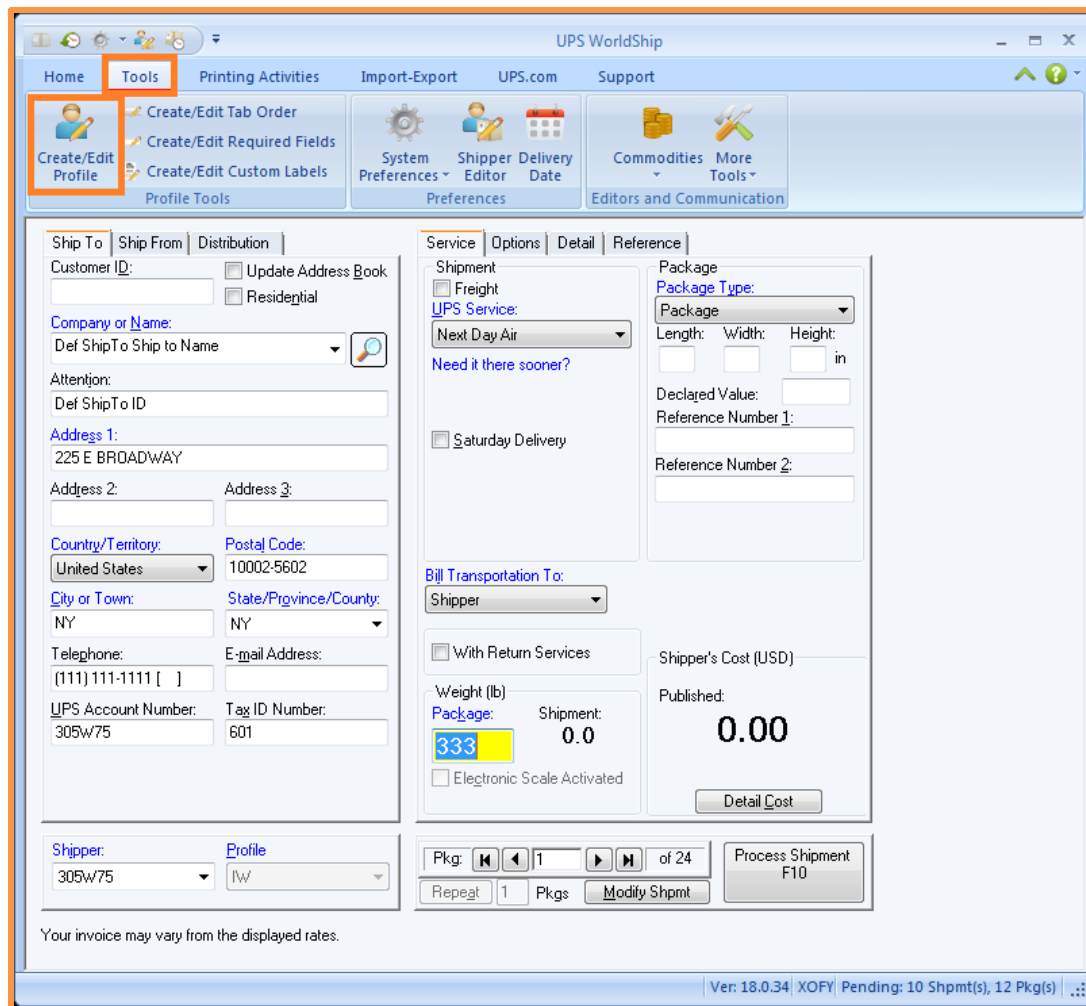 UPS WorldShip
Home Tools Printing Activities Import-Export UPS.com Support
Create/Edit Profile
Create/Edit Tab Order
Create/Edit Required Fields
Create/Edit Custom Labels
Profile Tools
System Preferences
Shipper Editor
Delivery Date
Preferences
Commodities
More Tools
Editors and Communication
Ship To Ship From Distribution
Customer ID:
Update Address Book
Residential
Company or Name:
Def ShipTo Ship to Name
Attention:
Def ShipTo ID
Address 1:
225 E BROADWAY
Address 2: Address 3:
Country/Territory: Postal Code:
United States 10002-5602
City or Town: State/Province/County:
NY NY
Telephone: E-mail Address:
(111) 111-1111 [ ]
UPS Account Number: Tax ID Number:
305W75 601
Shipper: Profile
305W75 IW
Service Options Detail Reference
Shipment
Freight
UPS Service:
Next Day Air
Need it there sooner?
Saturday Delivery
Package
Package Type:
Package
Length: Width: Height:
in
Declared Value:
Reference Number 1:
Reference Number 2:
Bill Transportation To:
Shipper
With Return Services
Weight (lb)
Package: Shipment:
333 0.0
Electronic Scale Activated
Shipper's Cost (USD)
Published:
0.00
Detail Cost
Pkg: 1 of 24
Repeat 1 Pkgs Modify Shpmt
Process Shipment
F10
Your invoice may vary from the displayed rates.
Ver: 18.0.34 XOFY Pending: 10 Shpmt(s), 12 Pkg(s)